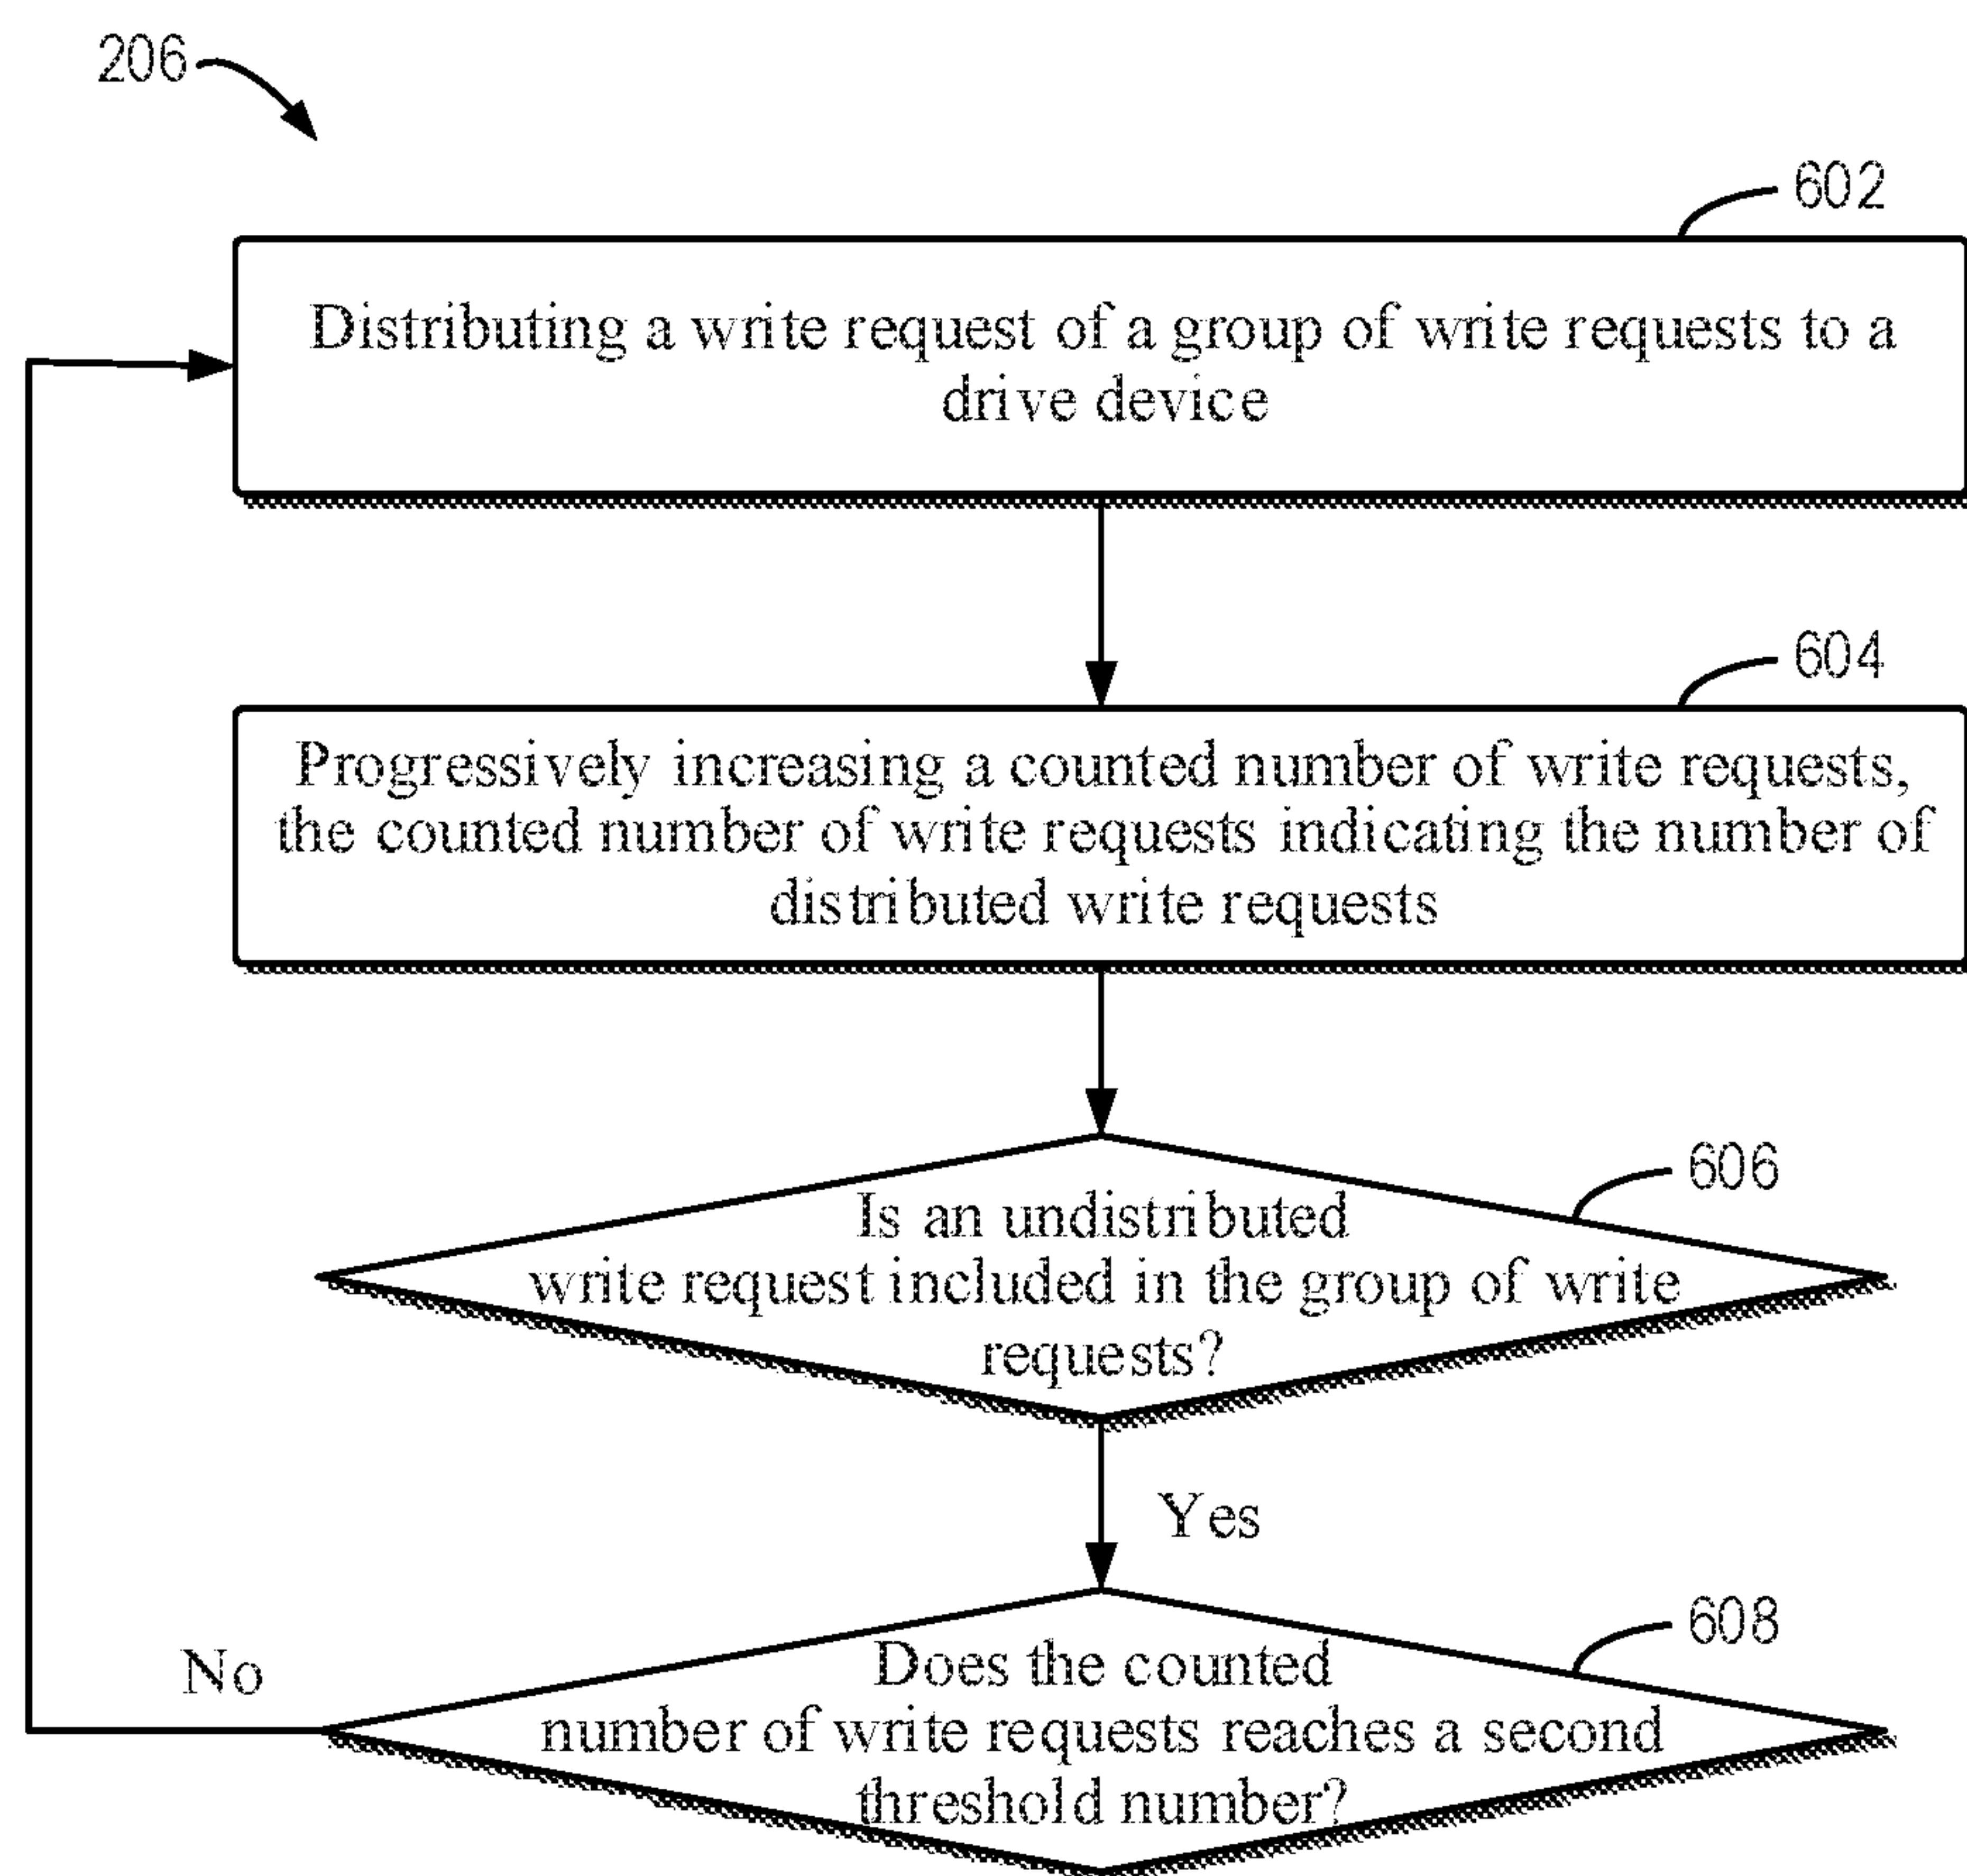 206
602
Distributing a write request of a group of write requests to a
drive device
604
Progressively increasing a counted number of write requests,
the counted number of write requests indicating the number of
distributed write requests
606
Is an undistributed
write request included in the group of write
requests?
Yes
608
No
Does the counted
number of write requests reaches a second
threshold number?